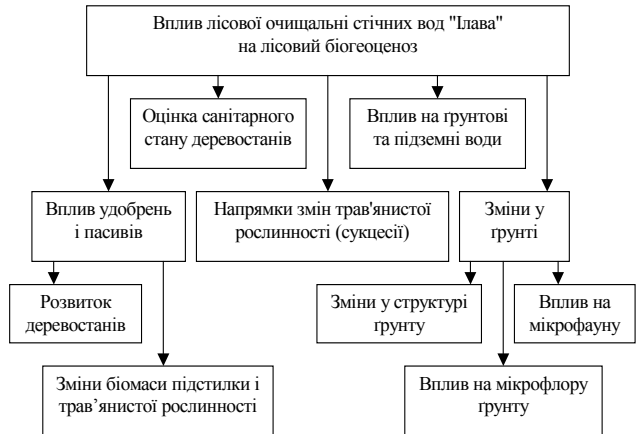 Вплив лісової очищальні стічних вод "Ілава"
на лісовий біогеоценоз
Оцінка санітарного
стану деревостанів
Вплив на ґрунтові
та підземні води
Вплив удобрень
і пасивів
Напрямки змін трав'янистої
рослинності (сукцесії)
Зміни у
ґрунті
Розвиток
деревостанів
Зміни у структурі
ґрунту
Вплив на
мікрофауну
Зміни біомаси підстилки і
трав’янистої рослинності
Вплив на мікрофлору
ґрунту